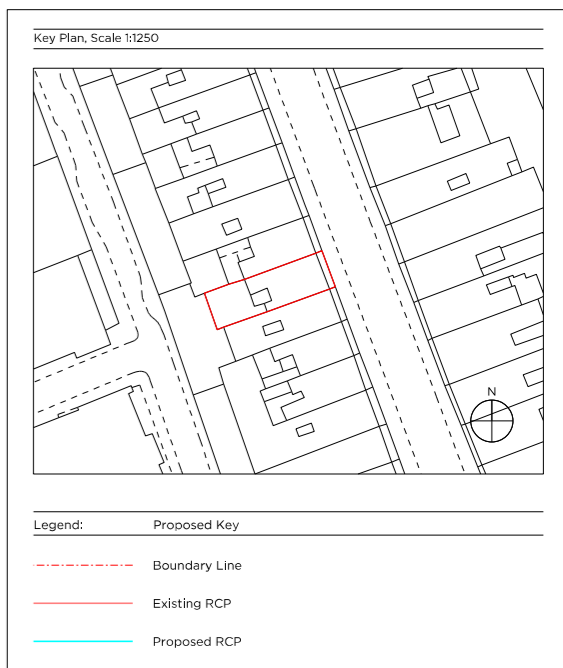 Key Plan, Scale 1:1250
N
Legend: Proposed Key
Boundary Line
Existing RCP
Proposed RCP